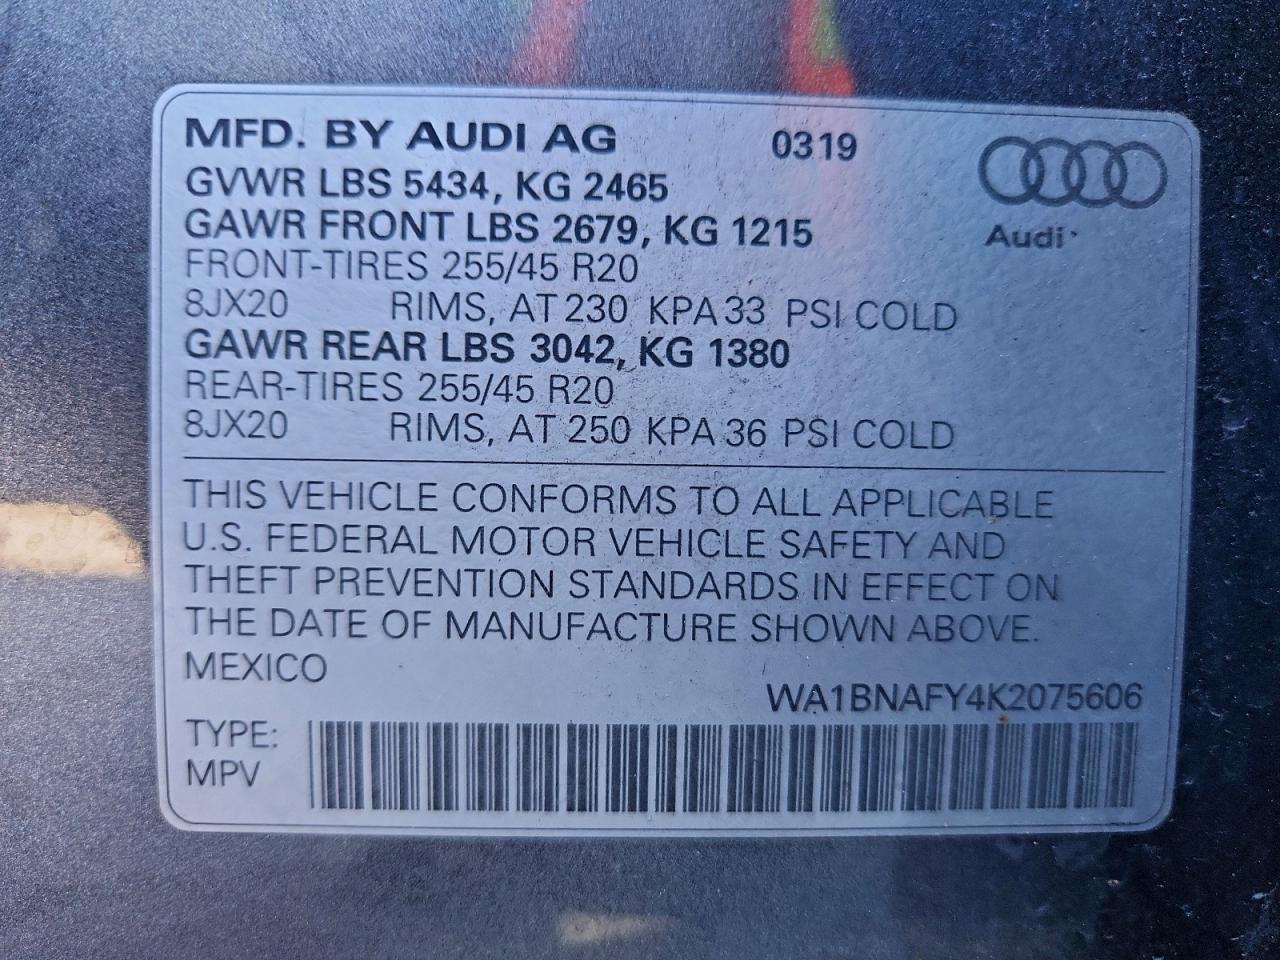 MFD. BY AUDI AG 0319
GVWR LBS 5434, KG 2465
GAWR FRONT LBS 2679, KG 1215
Audi
FRONT-TIRES 255/45 R20
8JX20 RIMS, AT 230 KPA 33 PSI COLD
GAWR REAR LBS 3042, KG 1380
REAR-TIRES 255/45 R20
8JX20 RIMS, AT 250 KPA 36 PSI COLD
THIS VEHICLE CONFORMS TO ALL APPLICABLE
U.S. FEDERAL MOTOR VEHICLE SAFETY AND
THEFT PREVENTION STANDARDS IN EFFECT ON
THE DATE OF MANUFACTURE SHOWN ABOVE.
MEXICO
WA1BNAFY4K2075606
TYPE:
MPV